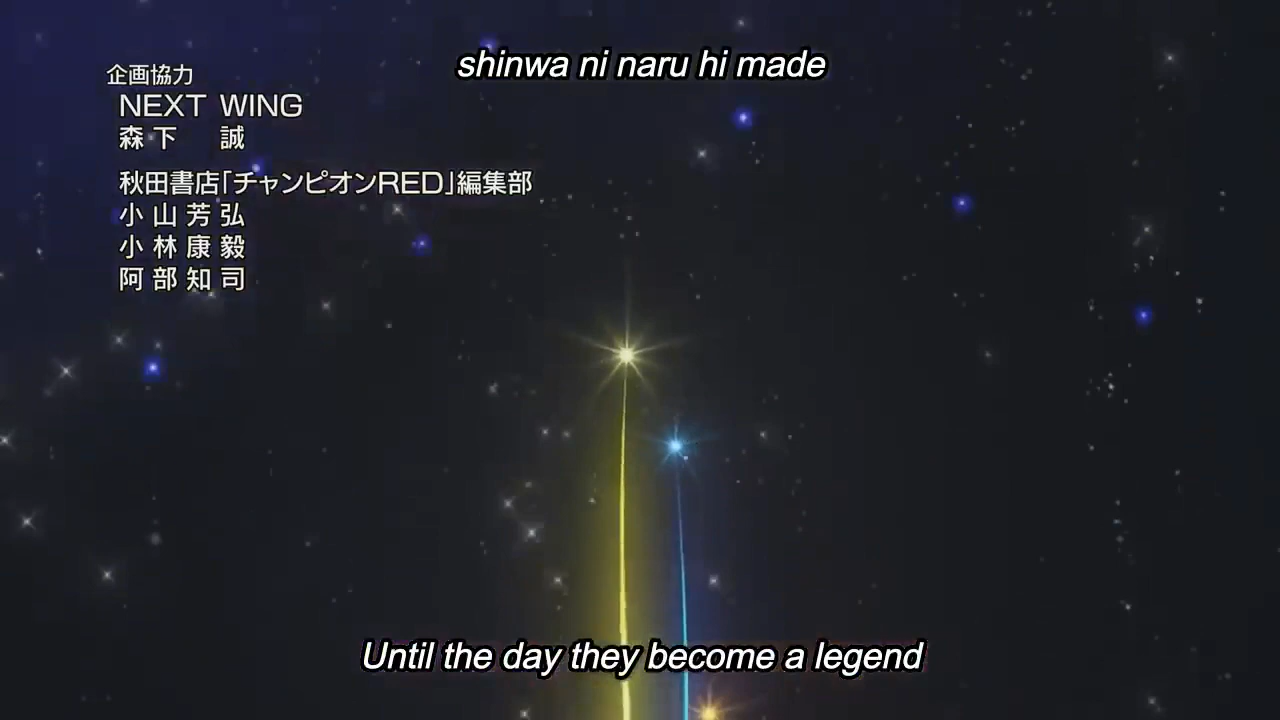 shinwa ni naru hi made
企画協力
NEXT WING
森下 誠
秋田書店「チャンピオンRED」編集部
小山芳弘
小林康毅
阿部知司
Until the day they become a legend